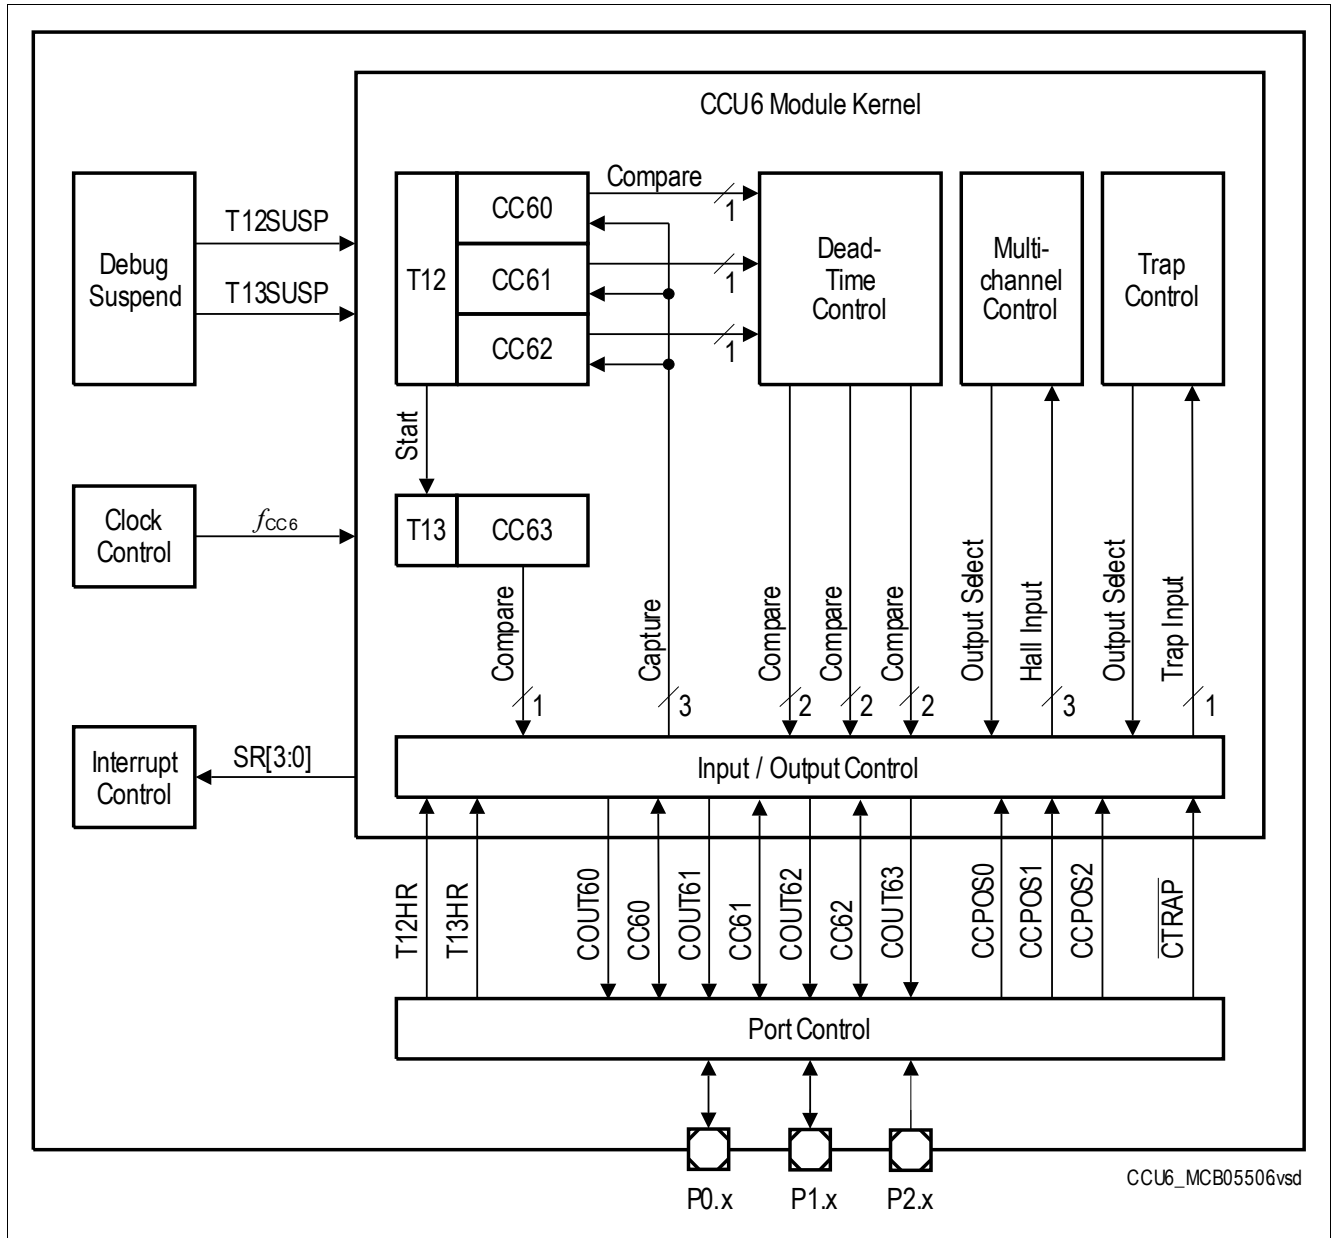 CCU6 Module Kernel
Debug
Suspend
T12SUSP
T13SUSP
T12
CC60
CC61
CC62
Compare
1
1
1
Dead-
Time
Control
Multi-
channel
Control
Trap
Control
Start
T13
CC63
Clock
Control
fCC6
Compare
1
Capture
3
Compare
2
Compare
2
Compare
2
Output Select
Hall Input
3
Output Select
Trap Input
1
Interrupt
Control
SR[3:0]
Input / Output Control
T12HR
T13HR
COUT60
CC60
COUT61
CC61
COUT62
CC62
COUT63
CCPOS0
CCPOS1
CCPOS2
CTRAP
Port Control
P0.x
P1.x
P2.x
CCU6_MCB05506.vsd